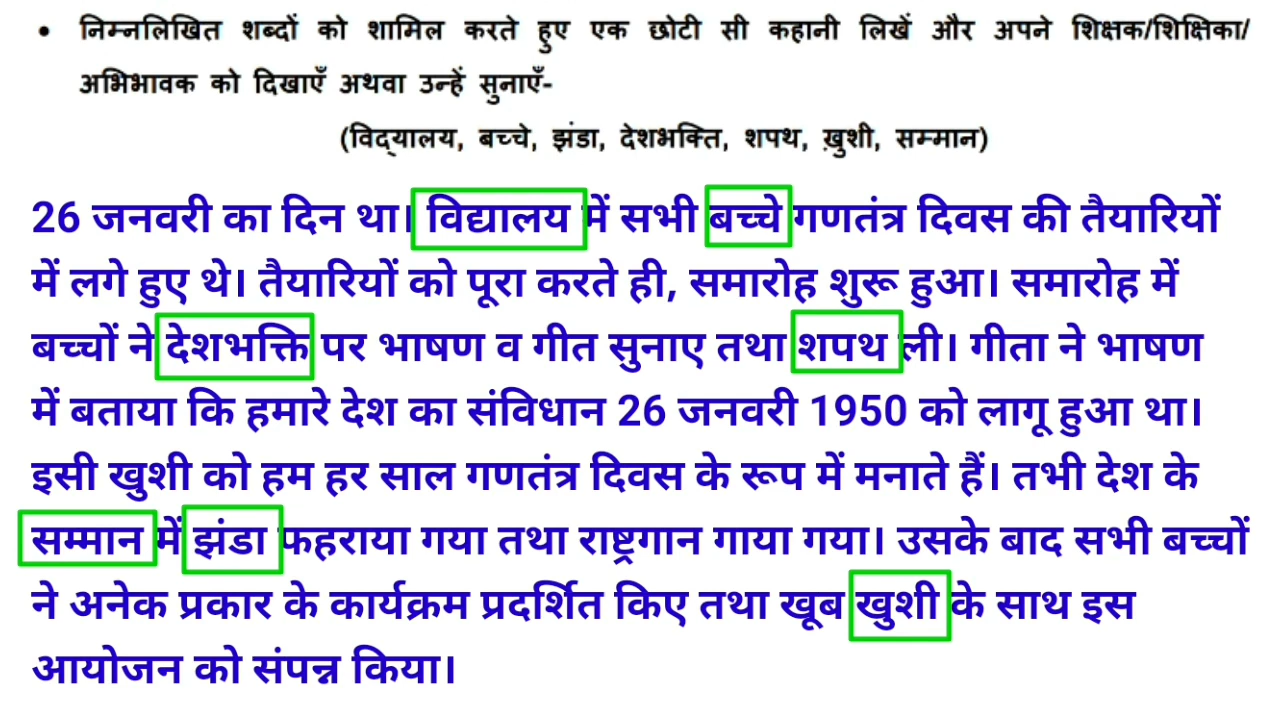 • निम्नलिखित शब्दों को शामिल करते हुए एक छोटी सी कहानी लिखें और अपने शिक्षक/शिक्षिका/
अभिभावक को दिखाएँ अथवा उन्हें सुनाएँ-
(विद्‌यालय, बच्चे, झंडा, देशभक्ति, शपथ, ख़ुशी, सम्मान)
26 जनवरी का दिन था। विद्यालय में सभी बच्चे गणतंत्र दिवस की तैयारियों
में लगे हुए थे। तैयारियों को पूरा करते ही, समारोह शुरू हुआ। समारोह में
बच्चों ने देशभक्ति पर भाषण व गीत सुनाए तथा शपथ ली। गीता ने भाषण
में बताया कि हमारे देश का संविधान 26 जनवरी 1950 को लागू हुआ था।
इसी खुशी को हम हर साल गणतंत्र दिवस के रूप में मनाते हैं। तभी देश के
सम्मान में झंडा फहराया गया तथा राष्ट्रगान गाया गया। उसके बाद सभी बच्चों
ने अनेक प्रकार के कार्यक्रम प्रदर्शित किए तथा खूब खुशी के साथ इस
आयोजन को संपन्न किया।